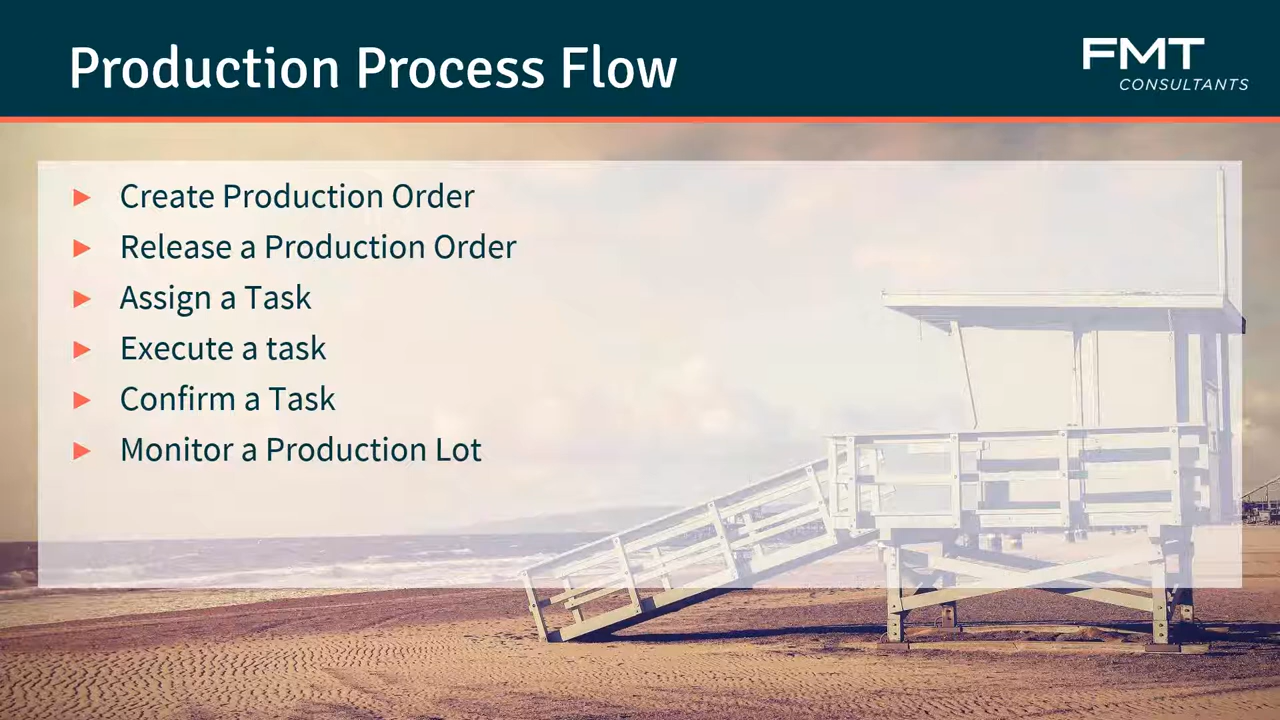 Production Process Flow
FMT
CONSULTANTS
► Create Production Order
► Release a Production Order
► Assign a Task
► Execute a task
► Confirm a Task
► Monitor a Production Lot